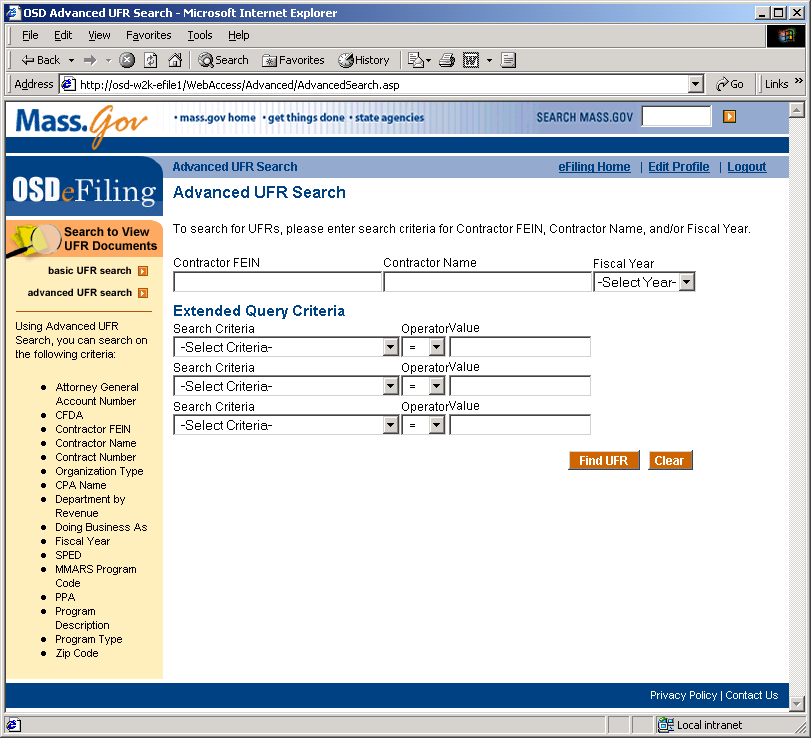 OSD Advanced UFR Search - Microsoft Internet Explorer
File Edit View Favorites Tools Help
Back Search Favorites History
Address http://osd-w2k-efile1/WebAccess/Advanced/AdvancedSearch.asp Go Links »
Mass.Gov • mass.gov home • get things done • state agencies SEARCH MASS.GOV
OSDeFiling
Advanced UFR Search eFiling Home | Edit Profile | Logout
Search to View
UFR Documents
basic UFR search
advanced UFR search
Using Advanced UFR
Search, you can search on
the following criteria:
• Attorney General
Account Number
• CFDA
• Contractor FEIN
• Contractor Name
• Contract Number
• Organization Type
• CPA Name
• Department by
Revenue
• Doing Business As
• Fiscal Year
• SPED
• MMARS Program
Code
• PPA
• Program
Description
• Program Type
• Zip Code
Advanced UFR Search
To search for UFRs, please enter search criteria for Contractor FEIN, Contractor Name, and/or Fiscal Year.
Contractor FEIN Contractor Name Fiscal Year
-Select Year-
Extended Query Criteria
Search Criteria Operator Value
-Select Criteria- =
Search Criteria Operator Value
-Select Criteria- =
Search Criteria Operator Value
-Select Criteria- =
Find UFR Clear
Privacy Policy | Contact Us
Local intranet